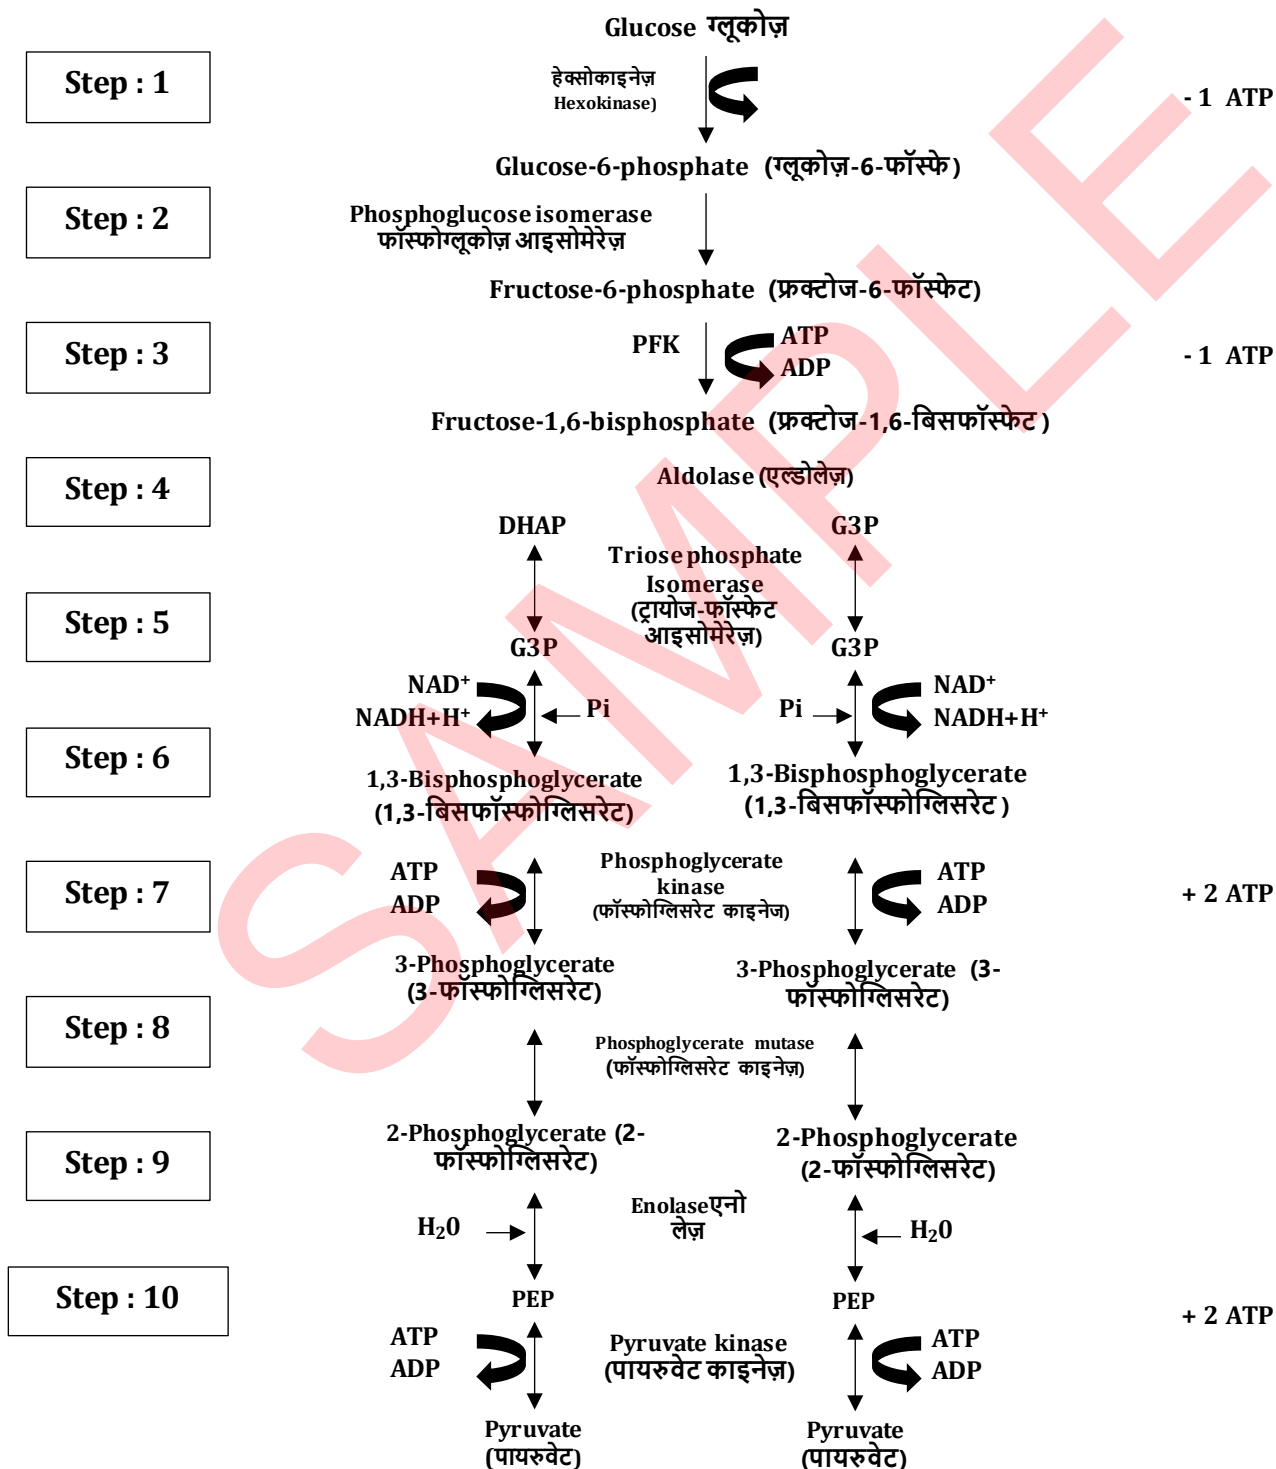 Glucose ग्लूकोज़
Step : 1
हेक्सोकाइनेज़
Hexokinase)
- 1 ATP
Glucose-6-phosphate (ग्लूकोज़-6-फॉस्फे)
Step : 2
Phosphoglucose isomerase
फॉस्फोग्लूकोज़ आइसोमेरेज़
Fructose-6-phosphate (फ्रक्टोज-6-फॉस्फेट)
Step : 3
PFK
ATP
ADP
- 1 ATP
Fructose-1,6-bisphosphate (फ्रक्टोज-1,6-बिसफॉस्फेट)
Step : 4
Aldolase (एल्डोलेज़)
DHAP
G3P
Triose phosphate
Isomerase
(ट्रायोज-फॉस्फेट
आइसोमेरेज़)
Step : 5
G3P
G3P
NAD+
NADH+H+
Pi
Pi
NAD+
NADH+H+
Step : 6
1,3-Bisphosphoglycerate
(1,3-बिसफॉस्फोग्लिसरेट)
1,3-Bisphosphoglycerate
(1,3-बिसफॉस्फोग्लिसरेट)
Step : 7
ATP
ADP
Phosphoglycerate
kinase
(फॉस्फोग्लिसरेट काइनेज)
ATP
ADP
+ 2 ATP
3-Phosphoglycerate
(3-फॉस्फोग्लिसरेट)
3-Phosphoglycerate (3-
फॉस्फोग्लिसरेट)
Step : 8
Phosphoglycerate mutase
(फॉस्फोग्लिसरेट काइनेज़)
2-Phosphoglycerate (2-
फॉस्फोग्लिसरेट)
2-Phosphoglycerate
(2-फॉस्फोग्लिसरेट)
Step : 9
H20
Enolaseएनो
लेज़
H20
Step : 10
PEP
PEP
+ 2 ATP
ATP
ADP
Pyruvate kinase
(पायरुवेट काइनेज़)
ATP
ADP
Pyruvate
(पायरुवेट)
Pyruvate
(पायरुवेट)
SAMPLE